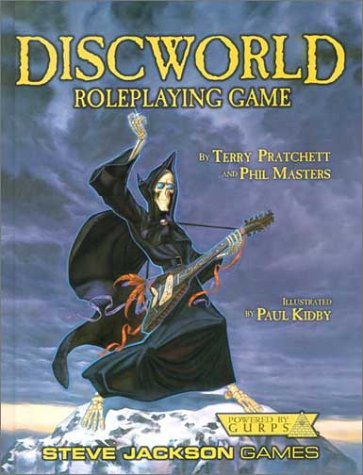 DISCWORLD
ROLEPLAYING GAME
BY TERRY PRATCHETT
AND PHIL MASTERS
ILLUSTRATED
BY PAUL KIDBY
POWERED BY
GURPS
STEVE JACKSON GAMES